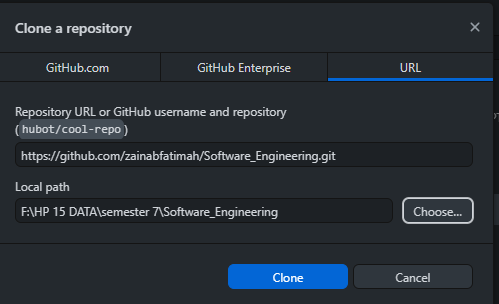 Clone a repository
GitHub.com
GitHub Enterprise
URL
Repository URL or GitHub username and repository
(hubot/cool-repo)
https://github.com/zainabfatimah/Software_Engineering.git
Local path
F:\HP 15 DATA\semester 7\Software_Engineering
Choose...
Clone
Cancel